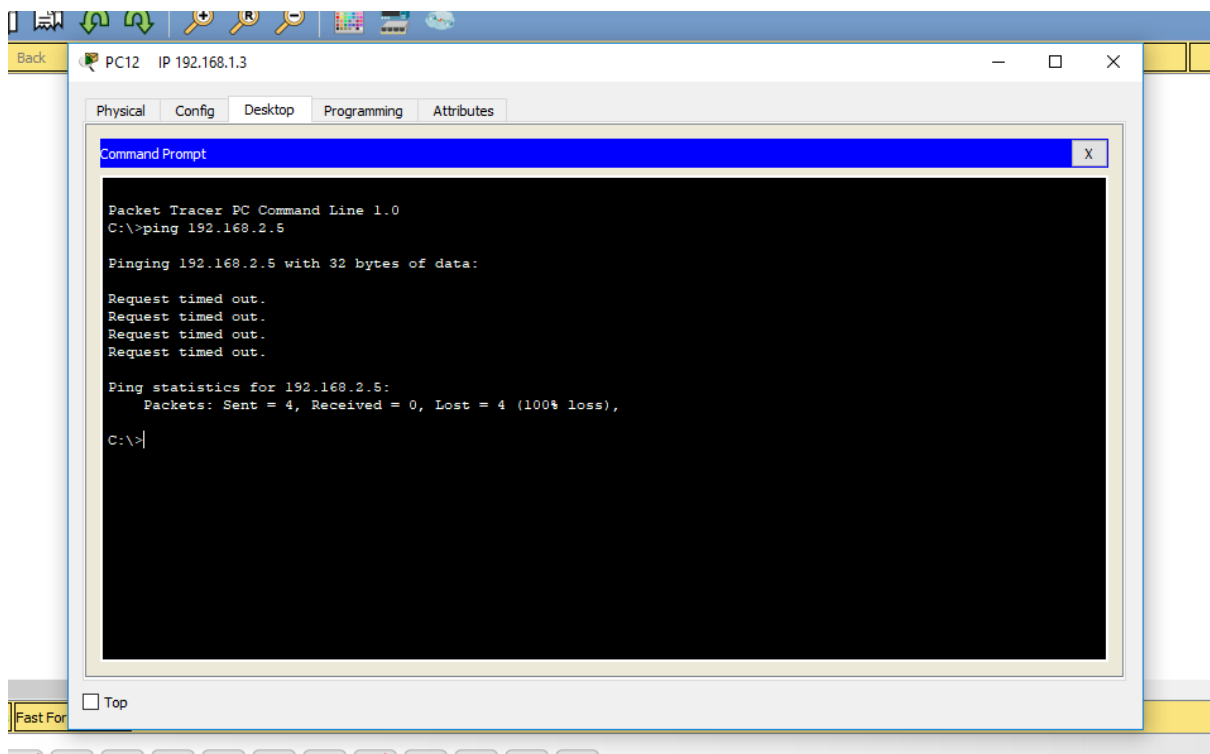 R
Back
PC12 IP 192.168.1.3
Physical Config Desktop Programming Attributes
Command Prompt
X
Packet Tracer PC Command Line 1.0
C:\>ping 192.168.2.5
Pinging 192.168.2.5 with 32 bytes of data:
Request timed out.
Request timed out.
Request timed out.
Request timed out.
Ping statistics for 192.168.2.5:
Packets: Sent = 4, Received = 0, Lost = 4 (100% loss),
C:\>
Top
Fast For